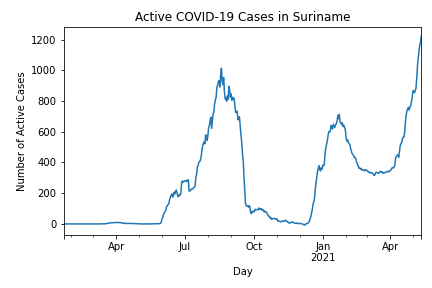 Active COVID-19 Cases in Suriname
Number of Active Cases
1200
1000
800
600
400
200
0
Apr
Jul
Oct
Jan
2021
Apr
Day